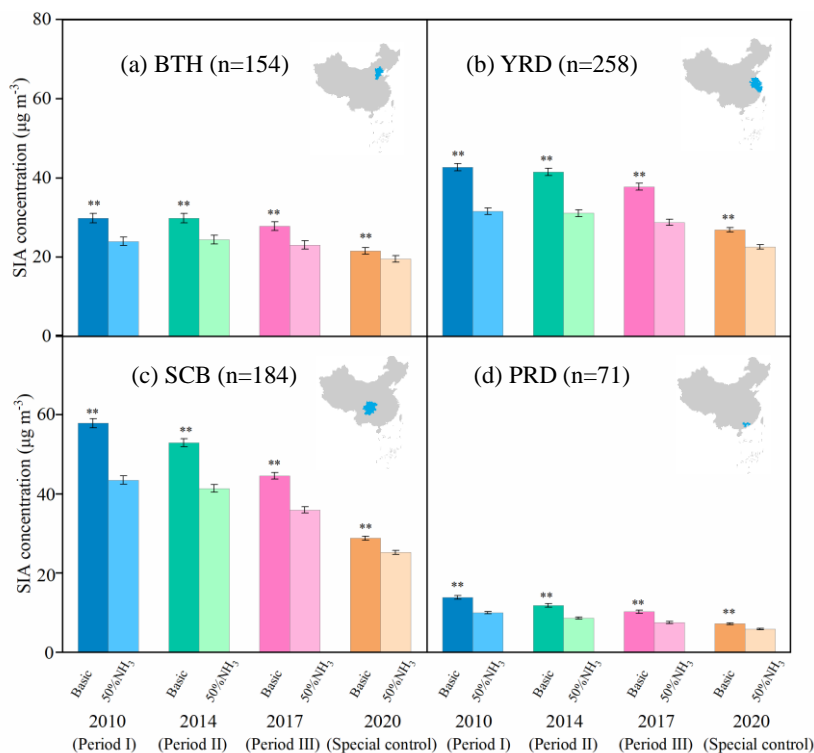 80
60
40
20
0
SIA concentration (μg m⁻³)
(a) BTH (n=154)
** ** ** **
(b) YRD (n=258)
** ** ** **
60
40
20
0
SIA concentration (μg m⁻³)
(c) SCB (n=184)
** ** ** **
(d) PRD (n=71)
** ** ** **
Basic 50%NH₃ Basic 50%NH₃ Basic 50%NH₃ Basic 50%NH₃ Basic 50%NH₃ Basic 50%NH₃ Basic 50%NH₃ Basic 50%NH₃
2010 2014 2017 2020 2010 2014 2017 2020
(Period I) (Period II) (Period III) (Special control) (Period I) (Period II) (Period III) (Special control)